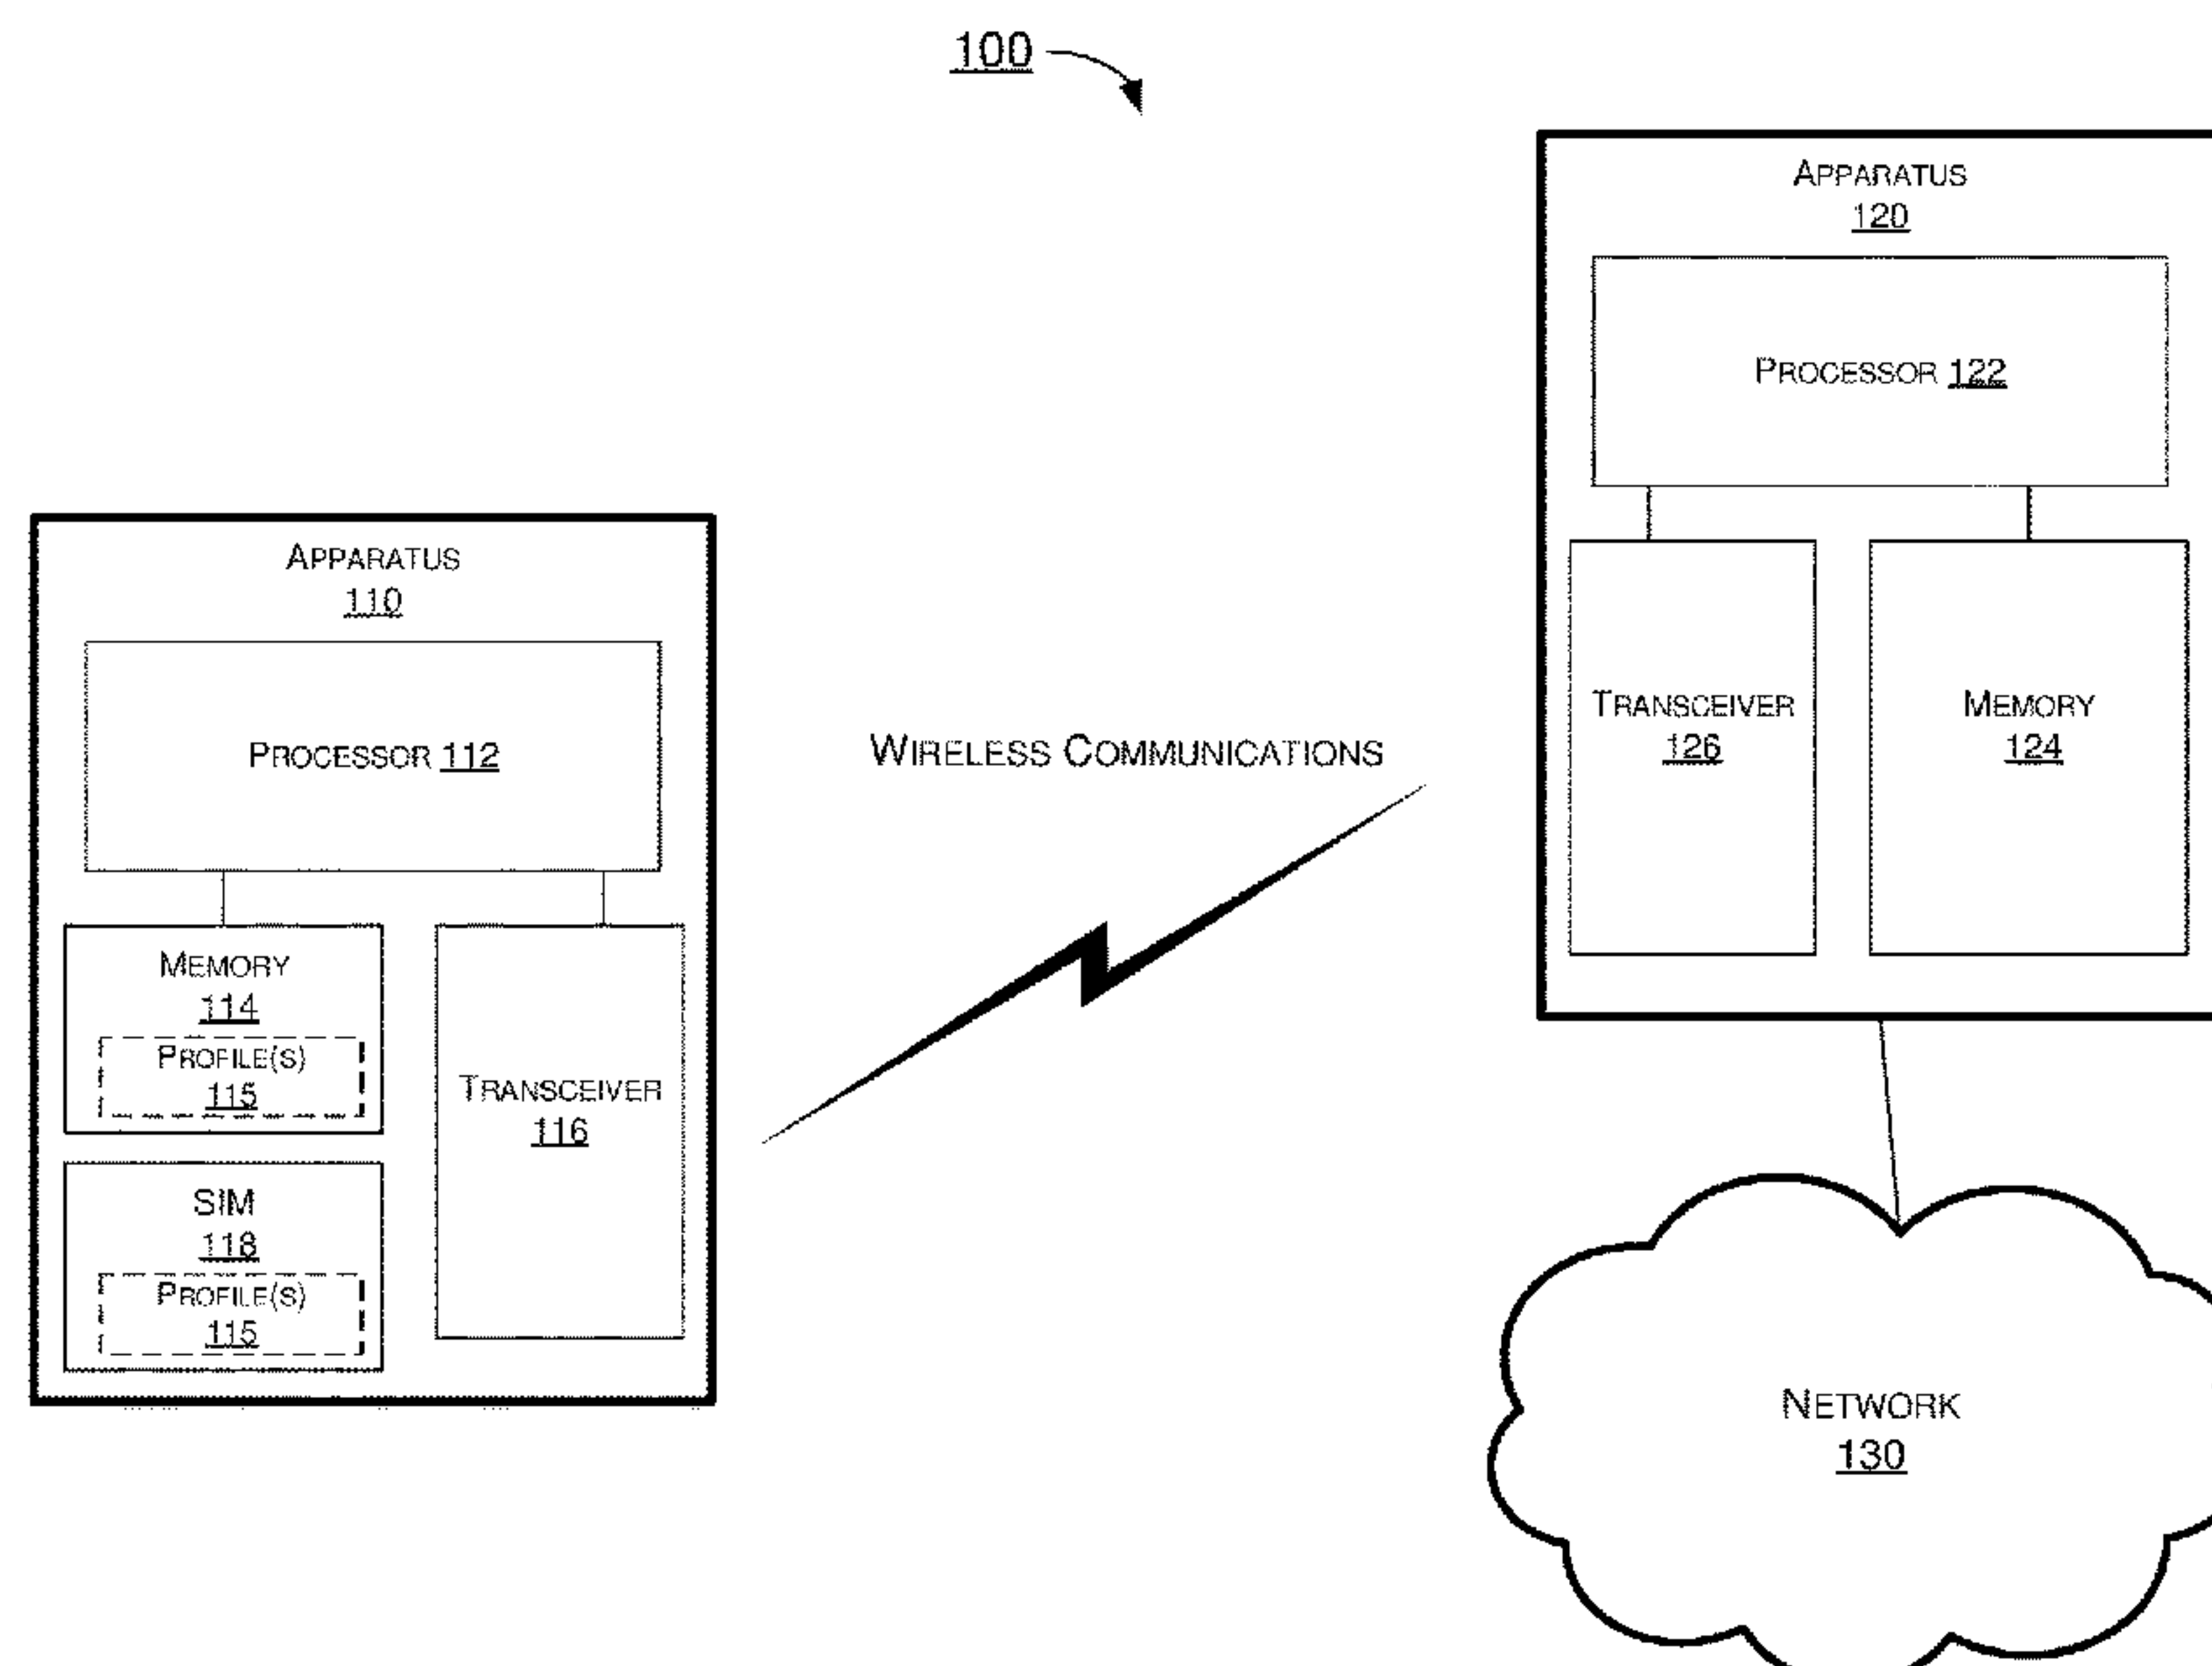 100
APPARATUS
120
PROCESSOR 122
TRANSCEIVER
126
MEMORY
124
APPARATUS
110
PROCESSOR 112
MEMORY
114
PROFILE(S)
115
TRANSCEIVER
116
SIM
118
PROFILE(S)
115
WIRELESS COMMUNICATIONS
NETWORK
130